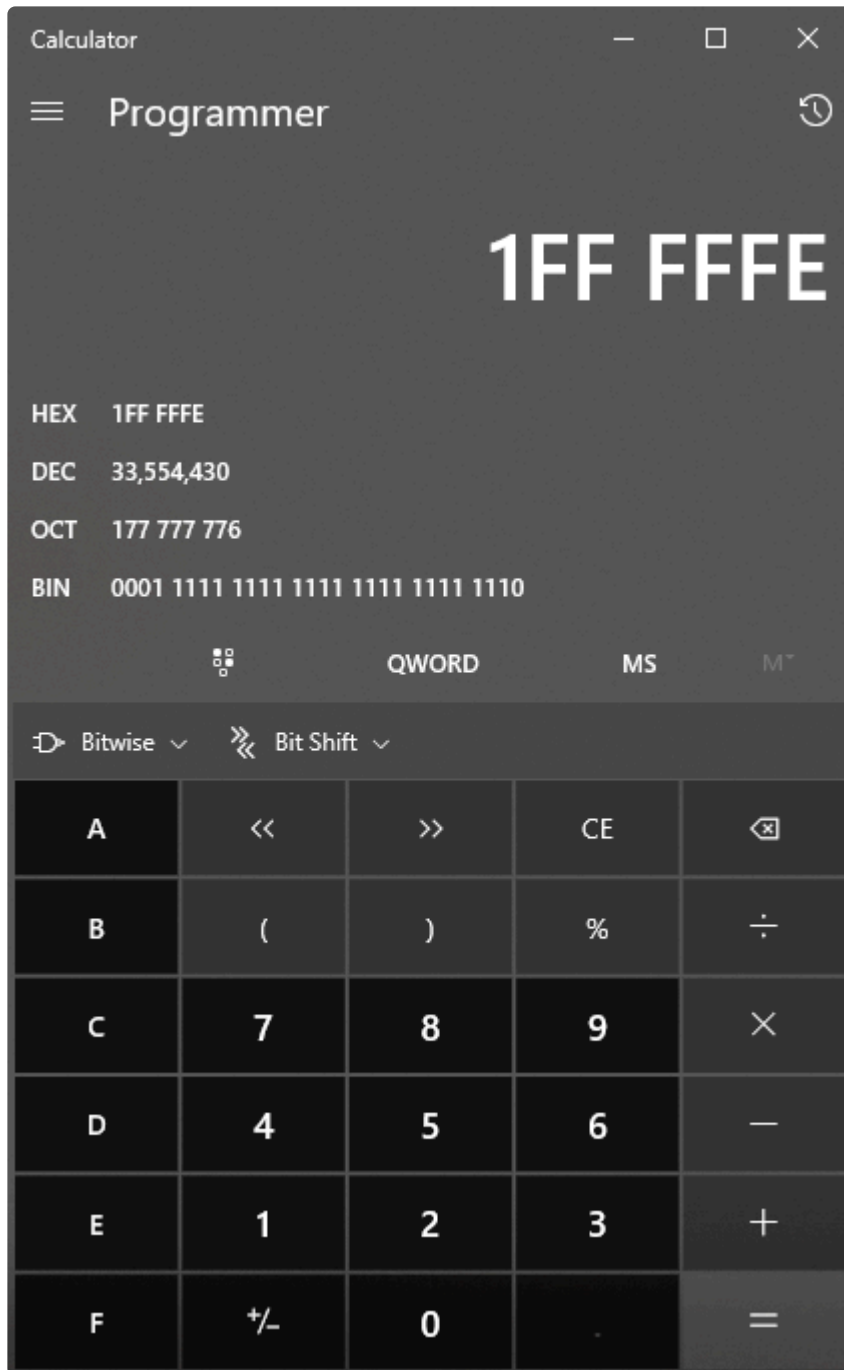 Calculator
Programmer
1FF FFFE
HEX 1FF FFFE
DEC 33,554,430
OCT 177 777 776
BIN 0001 1111 1111 1111 1111 1111 1110
QWORD MS M
Bitwise Bit Shift
A << >> CE
B ( ) % ÷
C 7 8 9 ×
D 4 5 6 −
E 1 2 3 +
F +/− 0 . =